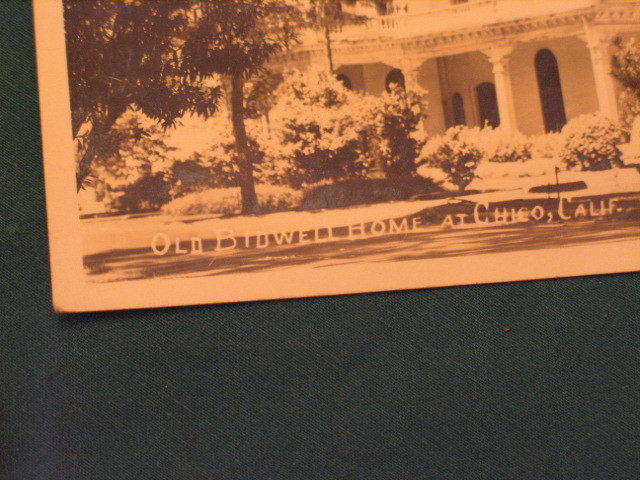 OLD BIDWELL HOME AT CHICO, CALIF.